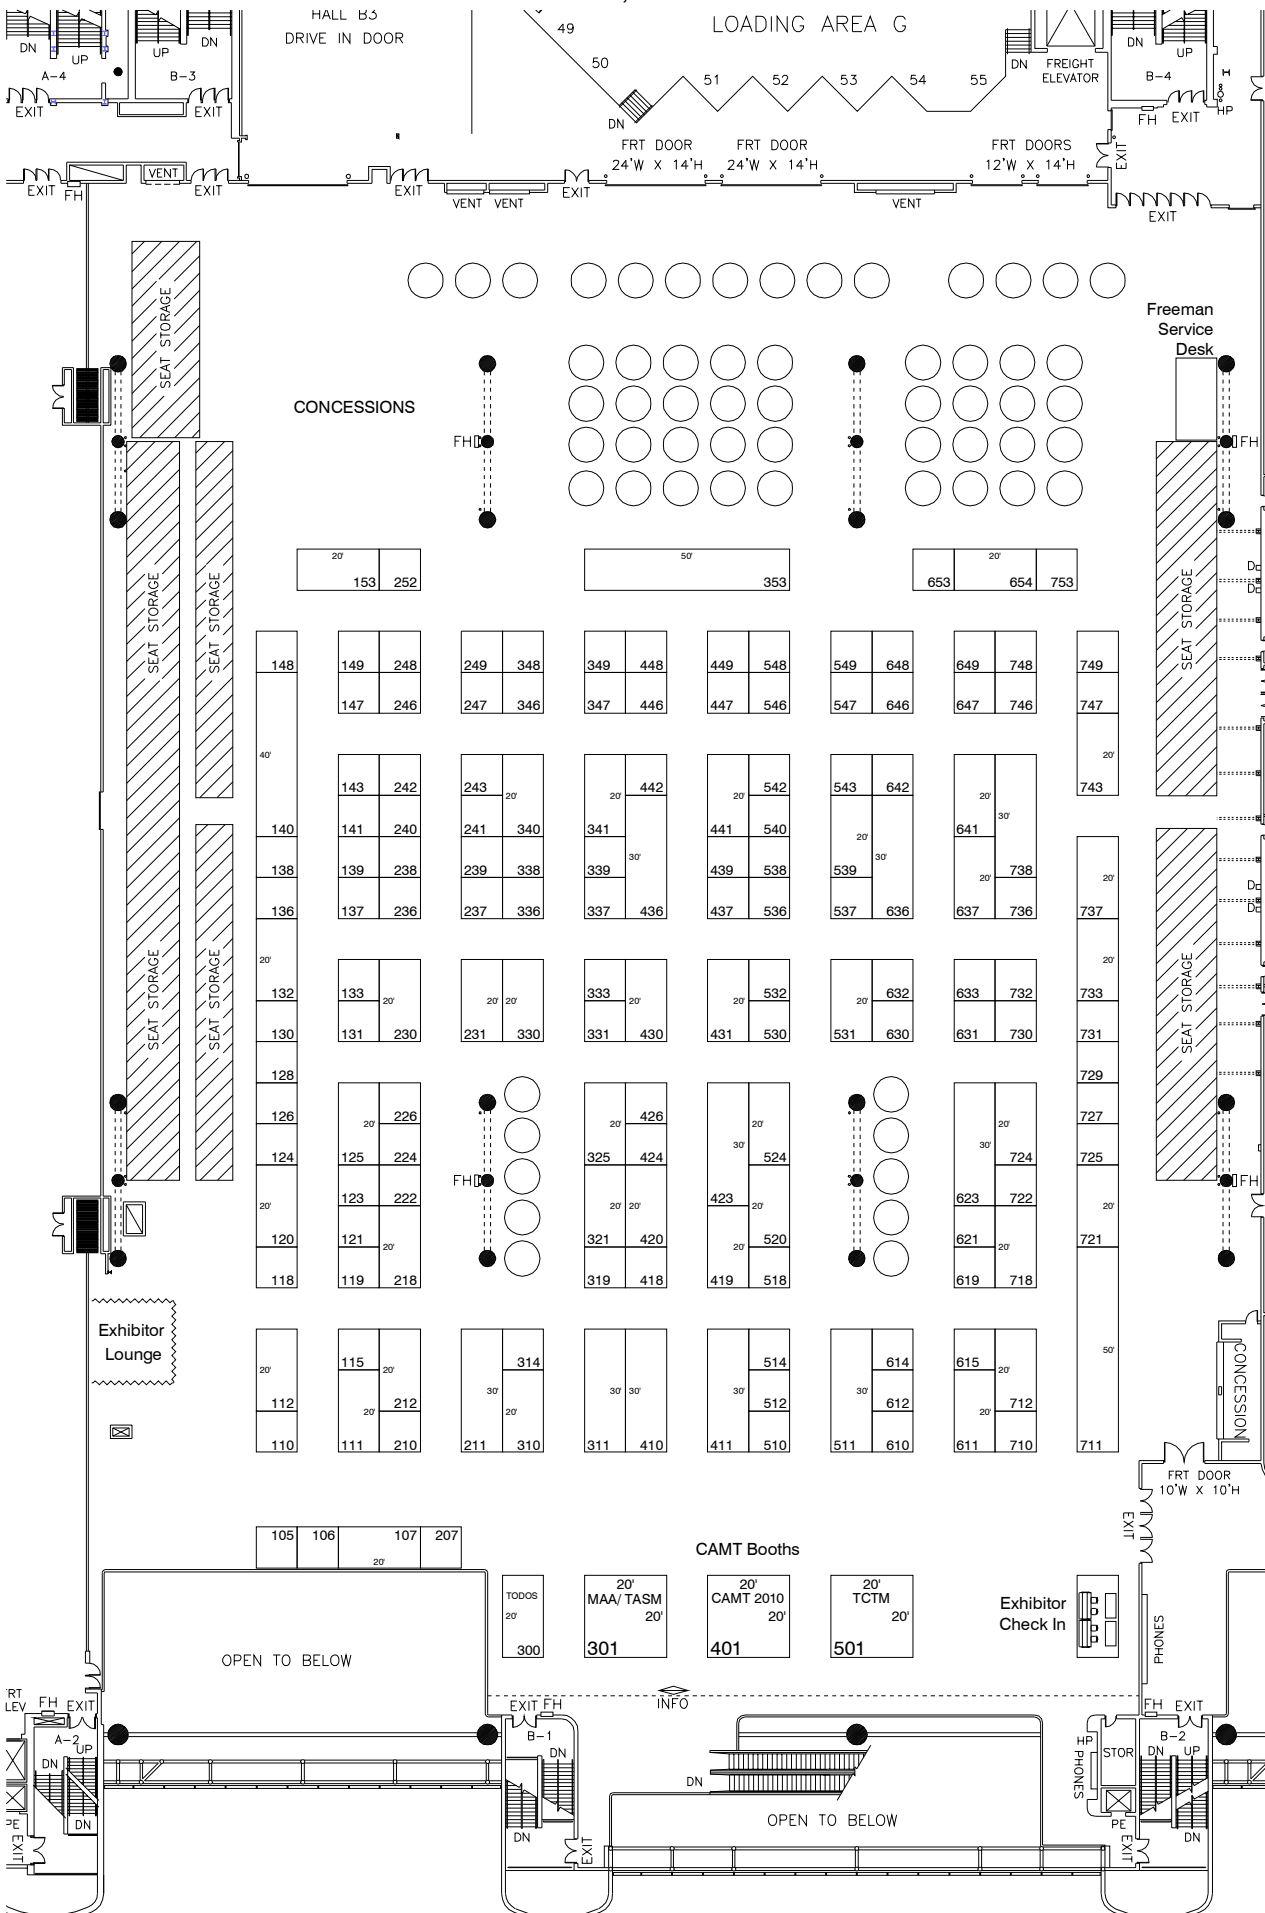 HALL B3
DRIVE IN DOOR
LOADING AREA G
49
50
51 52 53 54 55
DN
UP
UP
DN
A-4
B-3
EXIT
EXIT
DN
DN
FREIGHT
ELEVATOR
DN
UP
B-4
FH
EXIT
HP
EXIT
FRT DOOR
24'W X 14'H
FRT DOOR
24'W X 14'H
FRT DOORS
12'W X 14'H
EXIT
FH
VENT
EXIT
EXIT
VENT VENT
EXIT
VENT
EXIT
SEAT STORAGE
CONCESSIONS
Freeman
Service
Desk
FH
FH
20'
153 252
50'
353
653
20'
654 753
D
D
SEAT STORAGE
SEAT STORAGE
SEAT STORAGE
148 149 248 249 348 349 448 449 548 549 648 649 748 749
147 246 247 346 347 446 447 546 547 646 647 746 747
40'
20'
143 242 243 442 542 543 642 743
20' 20' 20' 20'
30'
140 141 240 241 340 341 441 540 641
20'
30' 30'
138 139 238 239 338 339 439 538 539 738
20' 20'
136 137 236 237 336 337 436 437 536 537 636 637 736 737
D
D
SEAT STORAGE
SEAT STORAGE
SEAT STORAGE
20' 20'
132 133 333 532 632 633 732 733
20' 20' 20' 20' 20' 20'
130 131 230 231 330 331 430 431 530 531 630 631 730 731
128 729
126 226 426 727
20' 20' 20' 20'
30' 30'
124 125 224 325 424 524 724 725
FH
FH
123 222 423 623 722
20' 20' 20'
120 121 321 420 520 621 721
20' 20' 20'
118 119 218 319 418 419 518 619 718
Exhibitor
Lounge
115 314 514 614 615
20' 20' 20' 50'
30' 30' 30' 30'
112 212 512 612 712
20' 20' 20'
110 111 210 211 310 311 410 411 510 511 610 611 710 711
CONCESSION
FRT DOOR
10'W X 10'H
EXIT
105 106 107 207
20'
CAMT Booths
TODOS
20'
300
20'
MAA/ TASM
20'
301
20'
CAMT 2010
20'
401
20'
TCTM
20'
501
Exhibitor
Check In
PHONES
OPEN TO BELOW
INFO
RT
LEV
FH
EXIT
A-2
UP
DN
DN
PE
EXIT
EXIT FH
B-1
DN
DN
EXIT
DN
OPEN TO BELOW
HP
PHONES
STOR
PE
EXIT
FH
EXIT
B-2
DN
UP
DN